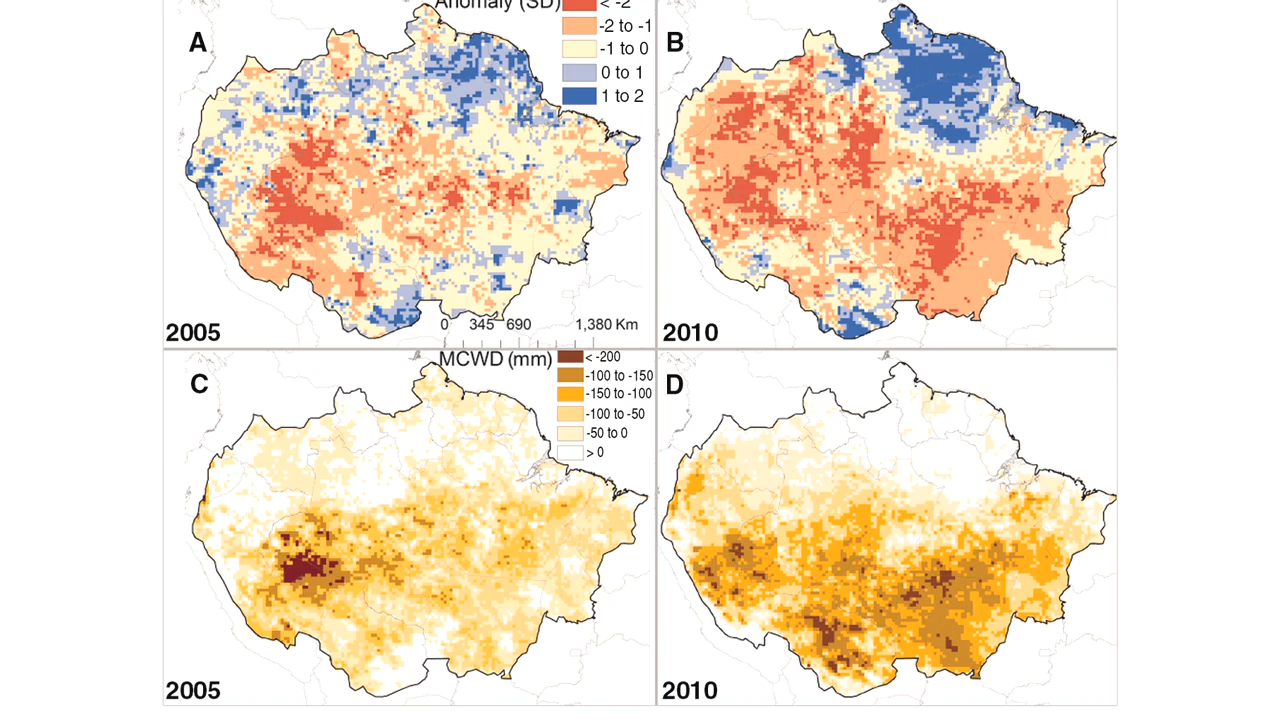 Anomaly (SD)
< -2
-2 to -1
-1 to 0
0 to 1
1 to 2
A
B
2005
0 345 690 1,380 Km
2010
MCWD (mm)
< -200
-100 to -150
-150 to -100
-100 to -50
-50 to 0
> 0
C
D
2005
2010